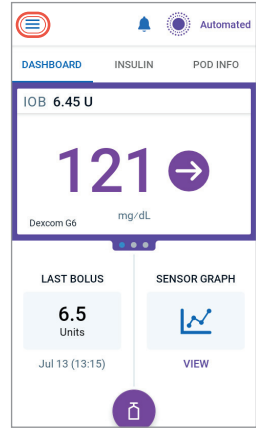 Automated
DASHBOARD INSULIN POD INFO
IOB 6.45 U
121
mg/dL
Dexcom G6
LAST BOLUS SENSOR GRAPH
6.5
Units
Jul 13 (13:15) VIEW